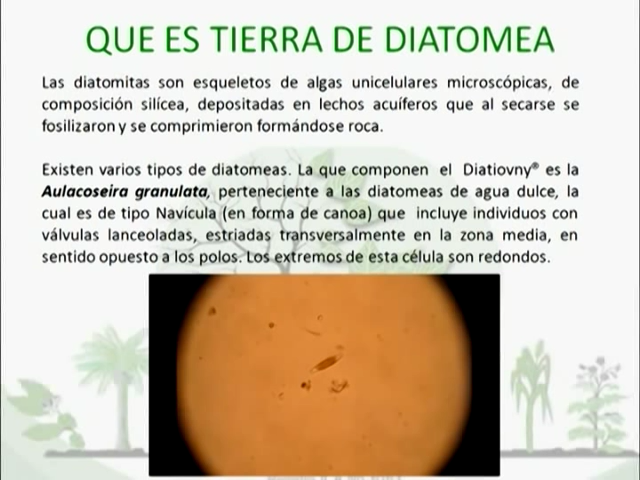 QUE ES TIERRA DE DIATOMEA
Las diatomitas son esqueletos de algas unicelulares microscópicas, de
composición silícea, depositadas en lechos acuíferos que al secarse se
fosilizaron y se comprimieron formándose roca.
Existen varios tipos de diatomeas. La que componen el Diatiovny® es la
Aulacoseira granulata, perteneciente a las diatomeas de agua dulce, la
cual es de tipo Navícula (en forma de canoa) que incluye individuos con
válvulas lanceoladas, estriadas transversalmente en la zona media, en
sentido opuesto a los polos. Los extremos de esta célula son redondos.